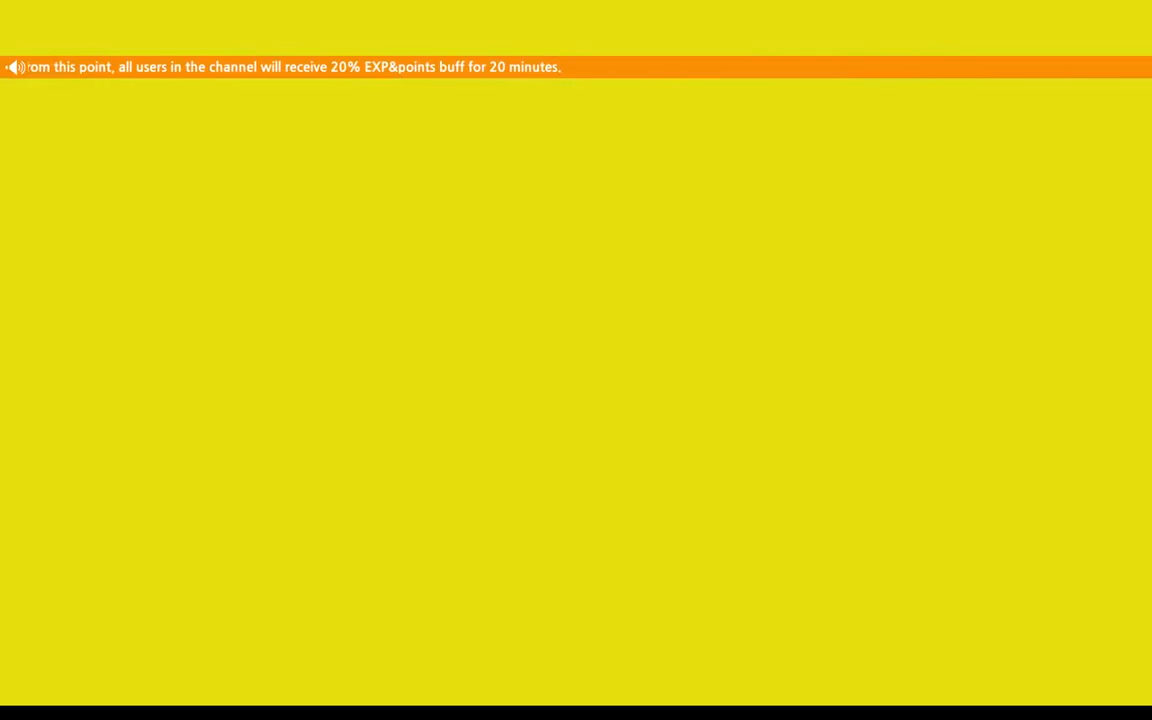 rom this point, all users in the channel will receive 20% EXP&points buff for 20 minutes.